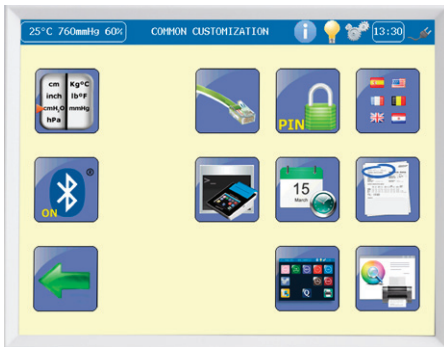 25°C 760mmHg 60%
COMMON CUSTOMIZATION
i
13:30
cm
inch
cmH₂O
hPa
Kg°C
lb°F
mmHg
PIN
ON
®
>_
15
March